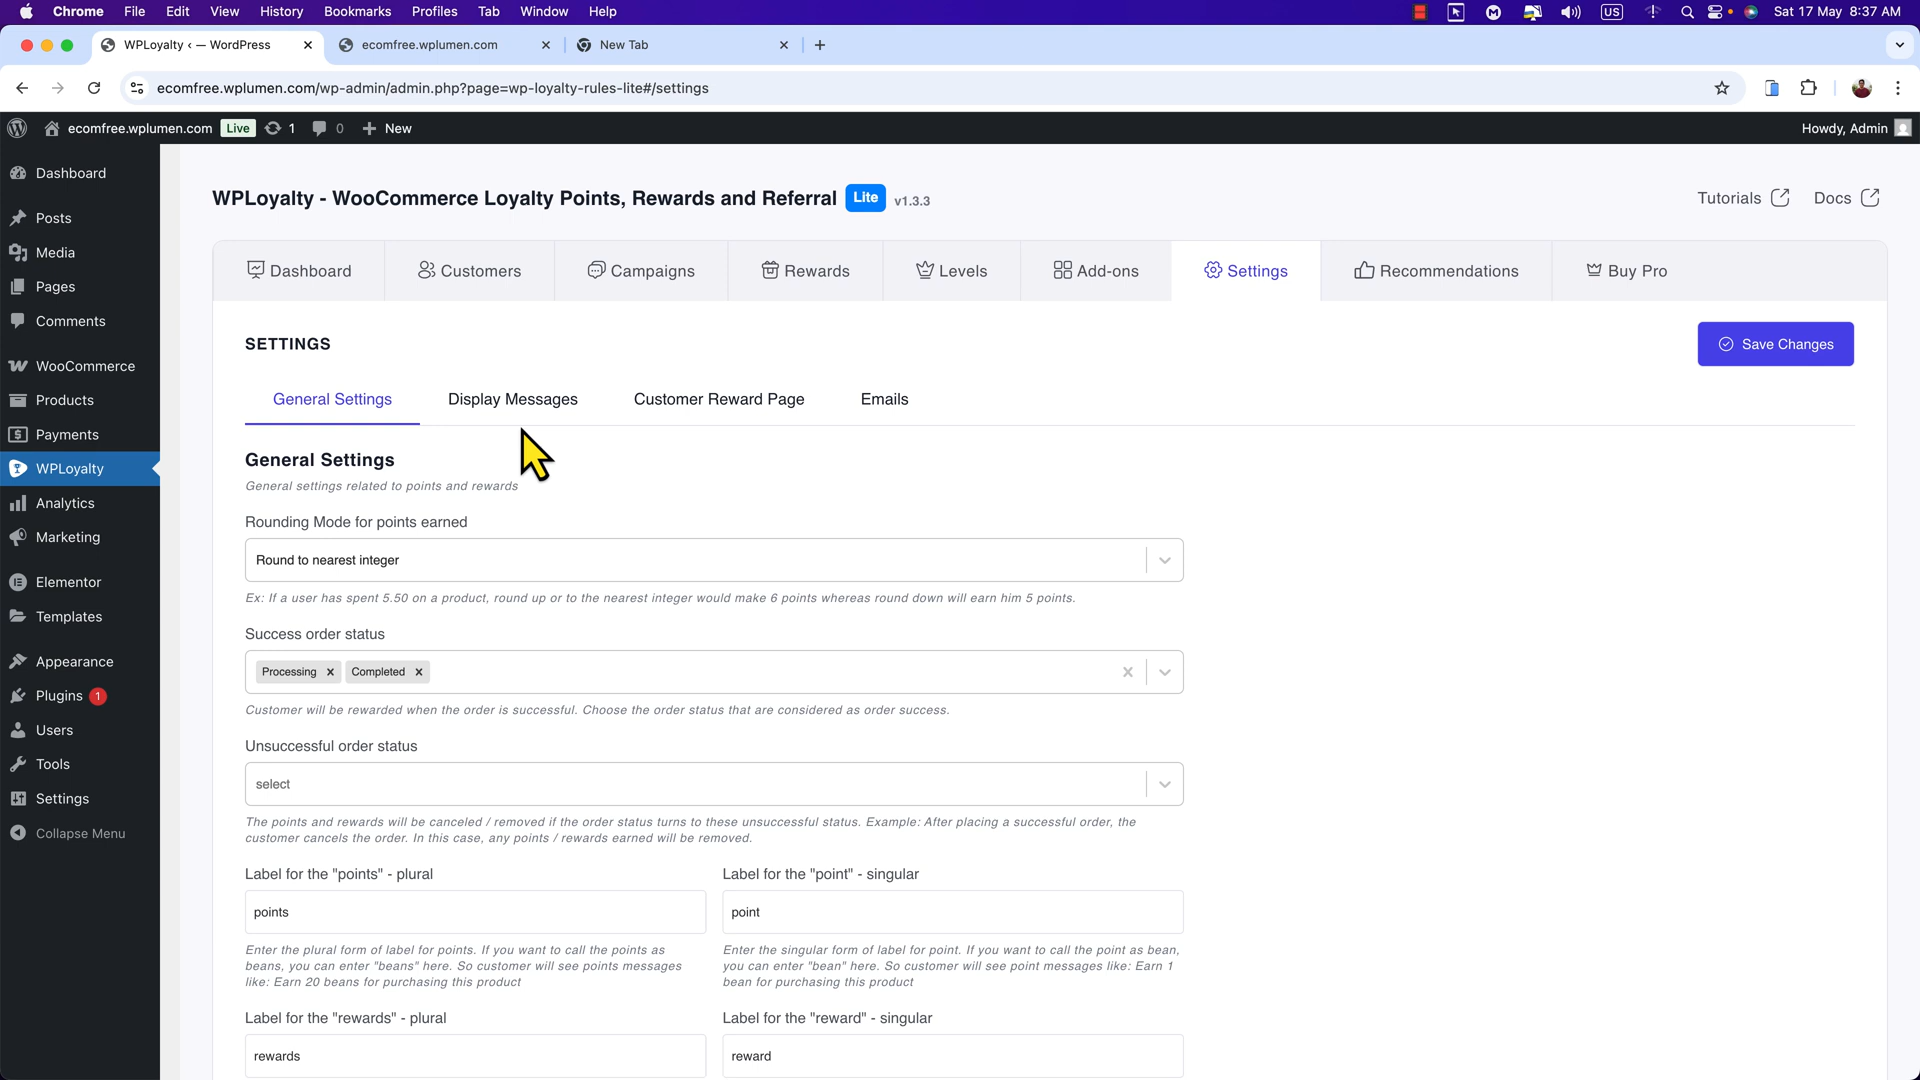 Chrome File Edit View History Bookmarks Profiles Tab Window Help US Sat 17 May 8:37 AM
WPLoyalty ‹ — WordPress ecomfree.wplumen.com New Tab
ecomfree.wplumen.com/wp-admin/admin.php?page=wp-loyalty-rules-lite#/settings
ecomfree.wplumen.com Live 1 0 New Howdy, Admin
Dashboard
Posts
Media
Pages
Comments
WooCommerce
Products
Payments
WPLoyalty
Analytics
Marketing
Elementor
Templates
Appearance
Plugins 1
Users
Tools
Settings
Collapse Menu
WPLoyalty - WooCommerce Loyalty Points, Rewards and Referral Lite v1.3.3 Tutorials Docs
Dashboard Customers Campaigns Rewards Levels Add-ons Settings Recommendations Buy Pro
SETTINGS Save Changes
General Settings Display Messages Customer Reward Page Emails
General Settings
General settings related to points and rewards
Rounding Mode for points earned
Round to nearest integer
Ex: If a user has spent 5.50 on a product, round up or to the nearest integer would make 6 points whereas round down will earn him 5 points.
Success order status
Processing Completed
Customer will be rewarded when the order is successful. Choose the order status that are considered as order success.
Unsuccessful order status
select
The points and rewards will be canceled / removed if the order status turns to these unsuccessful status. Example: After placing a successful order, the
customer cancels the order. In this case, any points / rewards earned will be removed.
Label for the "points" - plural
points
Enter the plural form of label for points. If you want to call the points as
beans, you can enter "beans" here. So customer will see points messages
like: Earn 20 beans for purchasing this product
Label for the "point" - singular
point
Enter the singular form of label for point. If you want to call the point as bean,
you can enter "bean" here. So customer will see point messages like: Earn 1
bean for purchasing this product
Label for the "rewards" - plural
rewards
Label for the "reward" - singular
reward